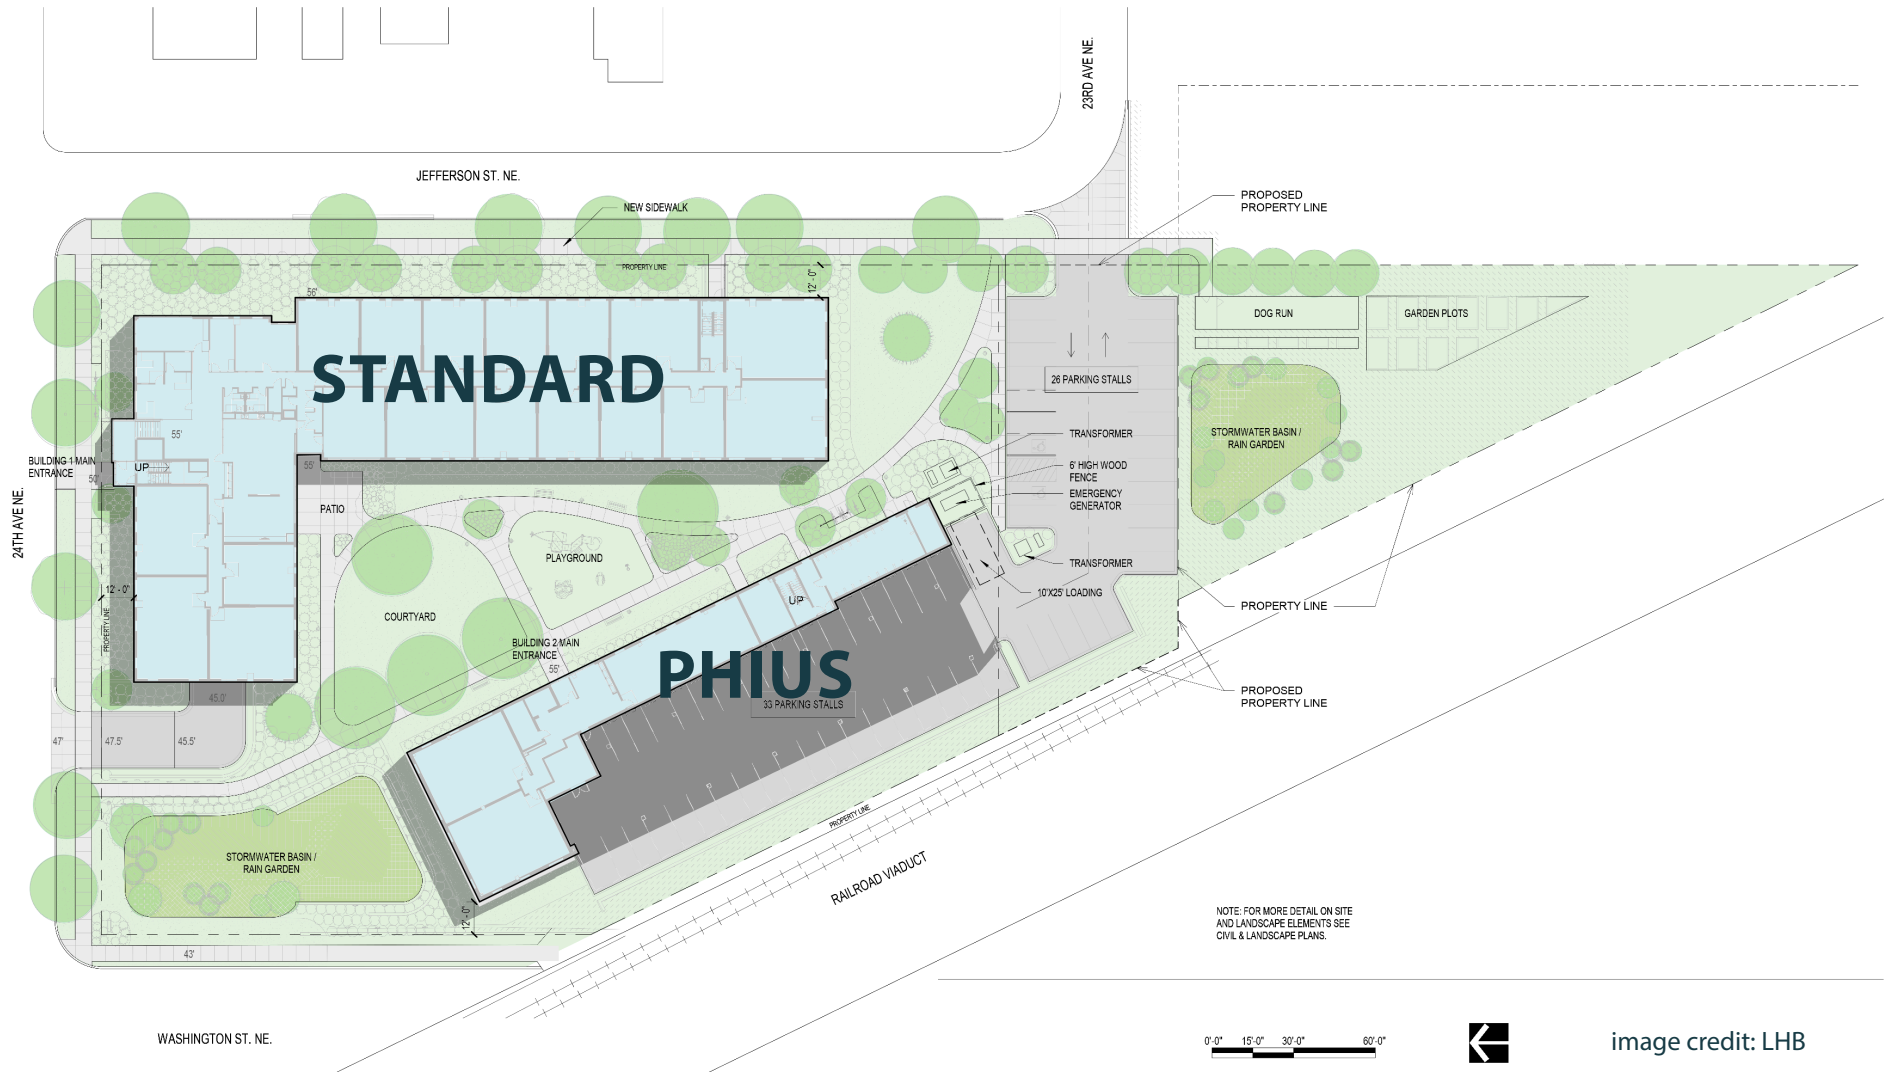 23RD AVE NE.
JEFFERSON ST. NE.
PROPOSED
PROPERTY LINE
NEW SIDEWALK
PROPERTY LINE
12' - 0"
56'
DOG RUN
GARDEN PLOTS
STANDARD
26 PARKING STALLS
55'
TRANSFORMER
STORMWATER BASIN /
RAIN GARDEN
BUILDING 1 MAIN
ENTRANCE
UP
55'
50'
6' HIGH WOOD
FENCE
EMERGENCY
GENERATOR
24TH AVE NE.
PATIO
PLAYGROUND
TRANSFORMER
12' - 0"
10'X25' LOADING
UP
PROPERTY LINE
COURTYARD
PROPERTY LINE
BUILDING 2 MAIN
ENTRANCE
55'
PHIUS
33 PARKING STALLS
45.0'
PROPOSED
PROPERTY LINE
47'
47.5'
45.5'
PROPERTY LINE
STORMWATER BASIN /
RAIN GARDEN
RAILROAD VIADUCT
12' - 0"
43'
NOTE: FOR MORE DETAIL ON SITE
AND LANDSCAPE ELEMENTS SEE
CIVIL & LANDSCAPE PLANS.
WASHINGTON ST. NE.
0'-0" 15'-0" 30'-0" 60'-0"
image credit: LHB